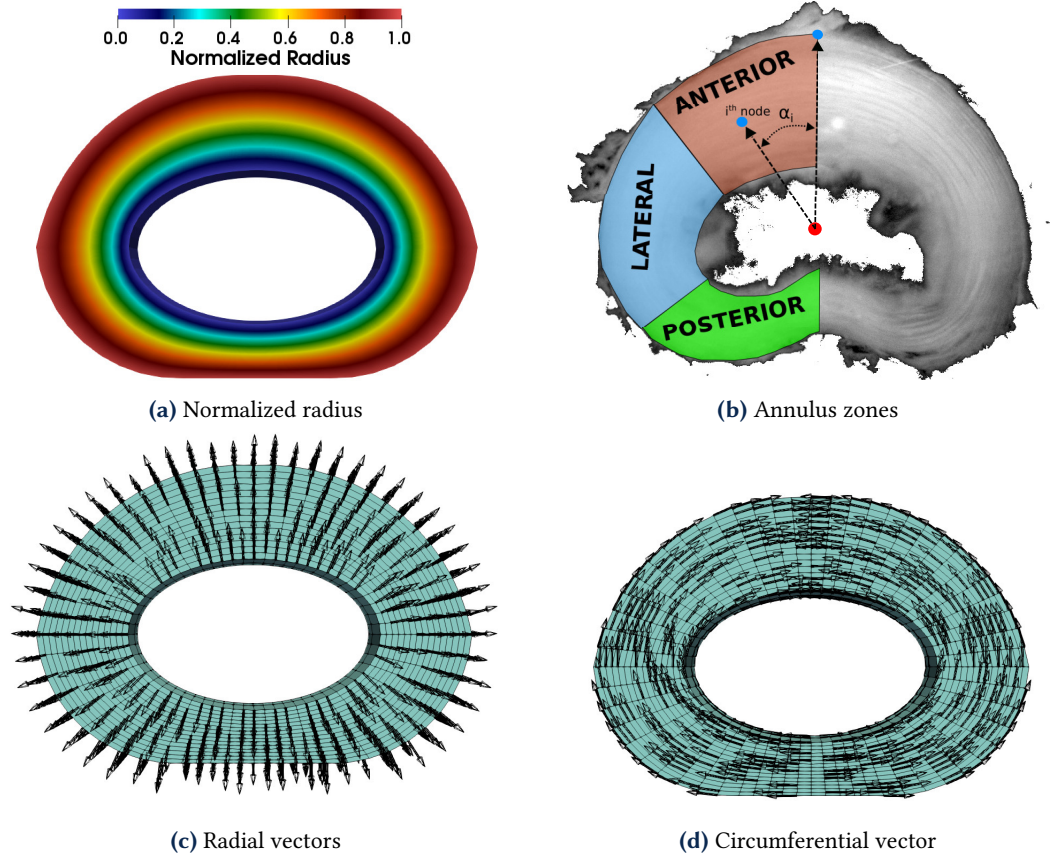 0.0 0.2 0.4 0.6 0.8 1.0
Normalized Radius
ANTERIOR
iᵗʰ node
αᵢ
LATERAL
POSTERIOR
(a) Normalized radius
(b) Annulus zones
(c) Radial vectors
(d) Circumferential vector